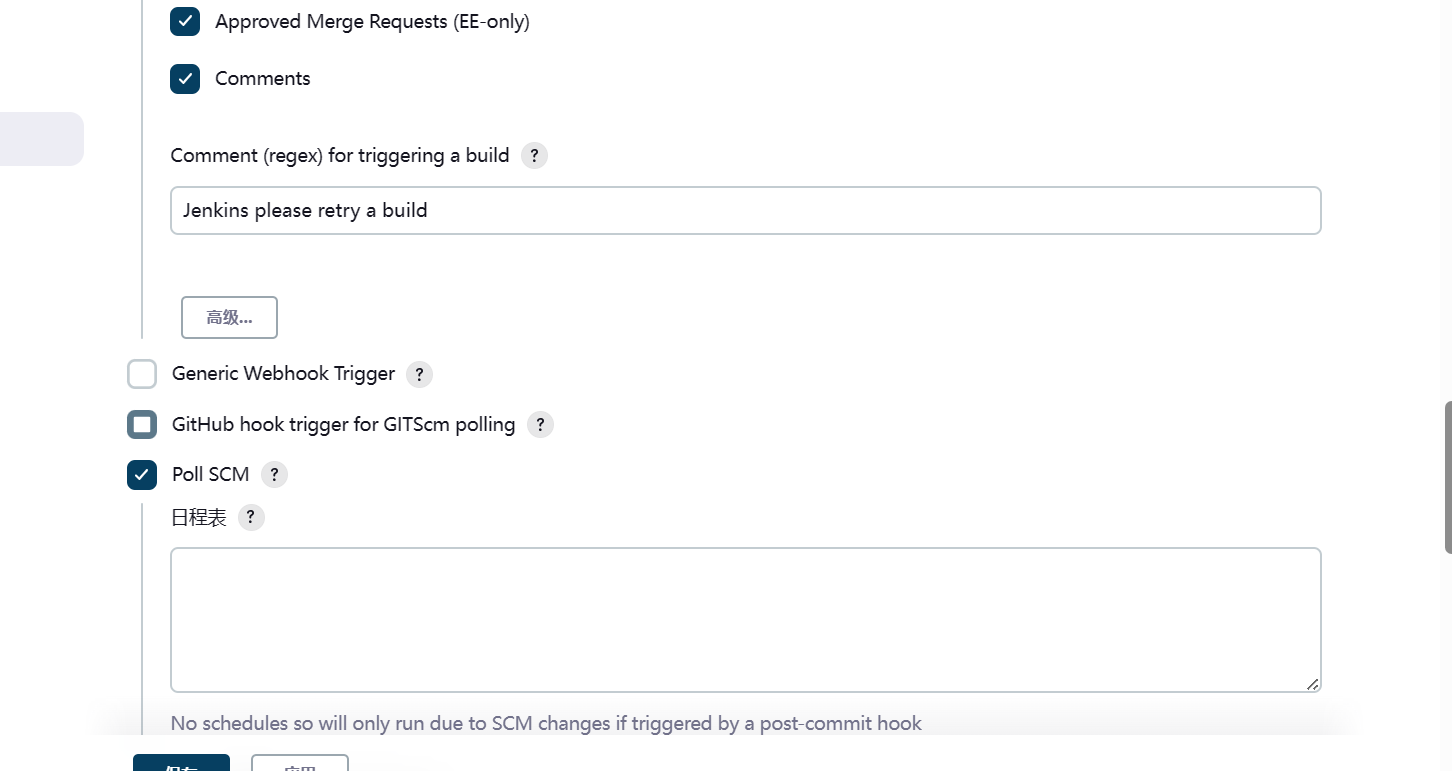 Approved Merge Requests (EE-only)
Comments
Comment (regex) for triggering a build ?
Jenkins please retry a build
高级...
Generic Webhook Trigger ?
GitHub hook trigger for GITScm polling ?
Poll SCM ?
日程表 ?
No schedules so will only run due to SCM changes if triggered by a post-commit hook